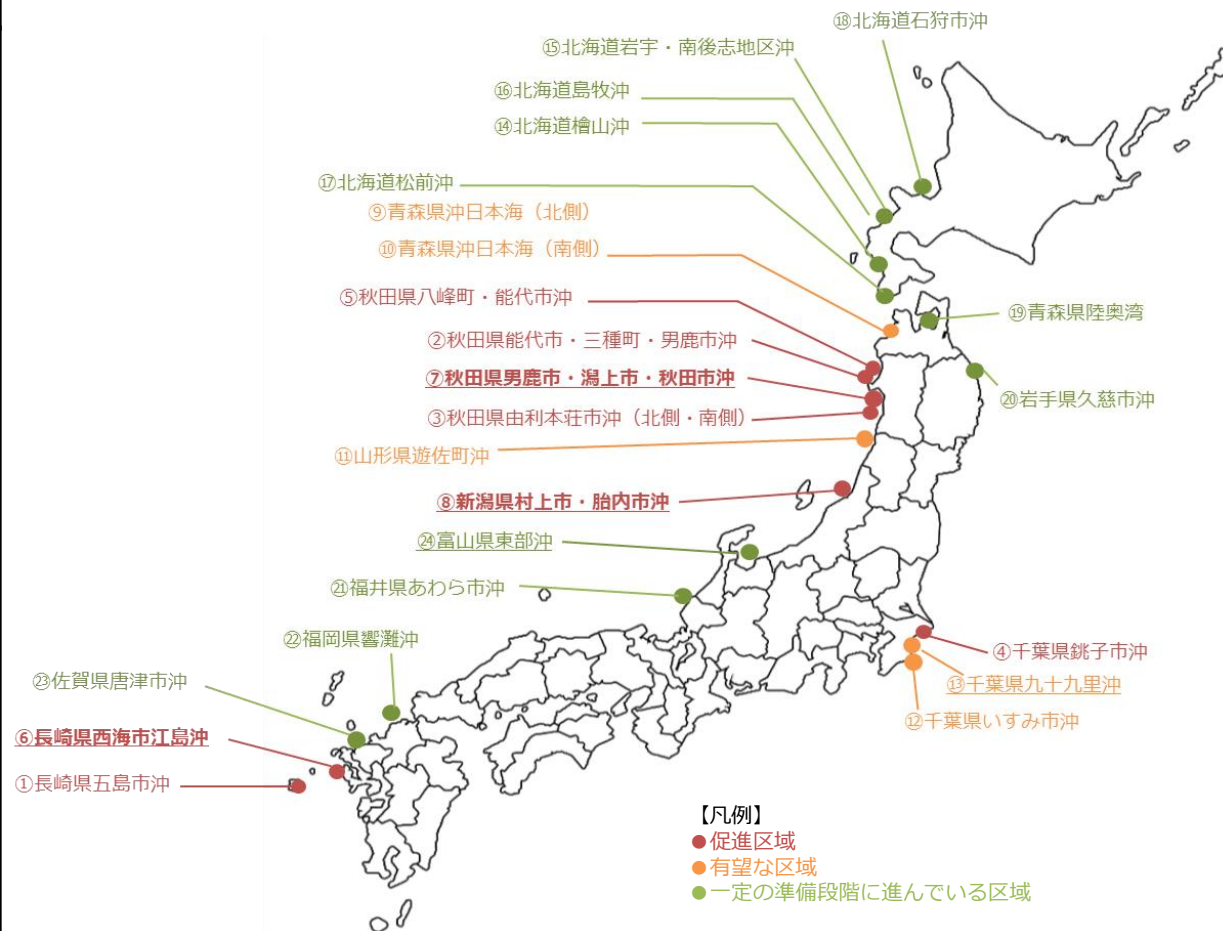 ⑱北海道石狩市沖
⑮北海道岩宇・南後志地区沖
⑯北海道島牧沖
⑭北海道檜山沖
⑰北海道松前沖
⑨青森県沖日本海（北側）
⑩青森県沖日本海（南側）
⑤秋田県八峰町・能代市沖
⑲青森県陸奥湾
②秋田県能代市・三種町・男鹿市沖
⑦秋田県男鹿市・潟上市・秋田市沖
⑳岩手県久慈市沖
③秋田県由利本荘市沖（北側・南側）
⑪山形県遊佐町沖
⑧新潟県村上市・胎内市沖
㉔富山県東部沖
㉑福井県あわら市沖
㉒福岡県響灘沖
④千葉県銚子市沖
㉓佐賀県唐津市沖
⑬千葉県九十九里沖
⑫千葉県いすみ市沖
⑥長崎県西海市江島沖
①長崎県五島市沖
【凡例】
●促進区域
●有望な区域
●一定の準備段階に進んでいる区域